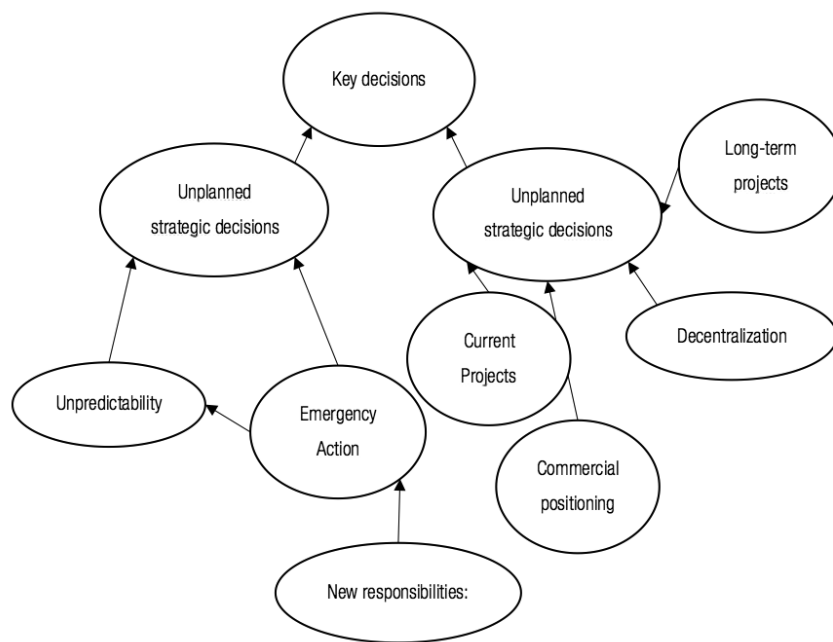 Key decisions
Unplanned
strategic decisions
Unplanned
strategic decisions
Long-term
projects
Current
Projects
Decentralization
Unpredictability
Emergency
Action
Commercial
positioning
New responsibilities: